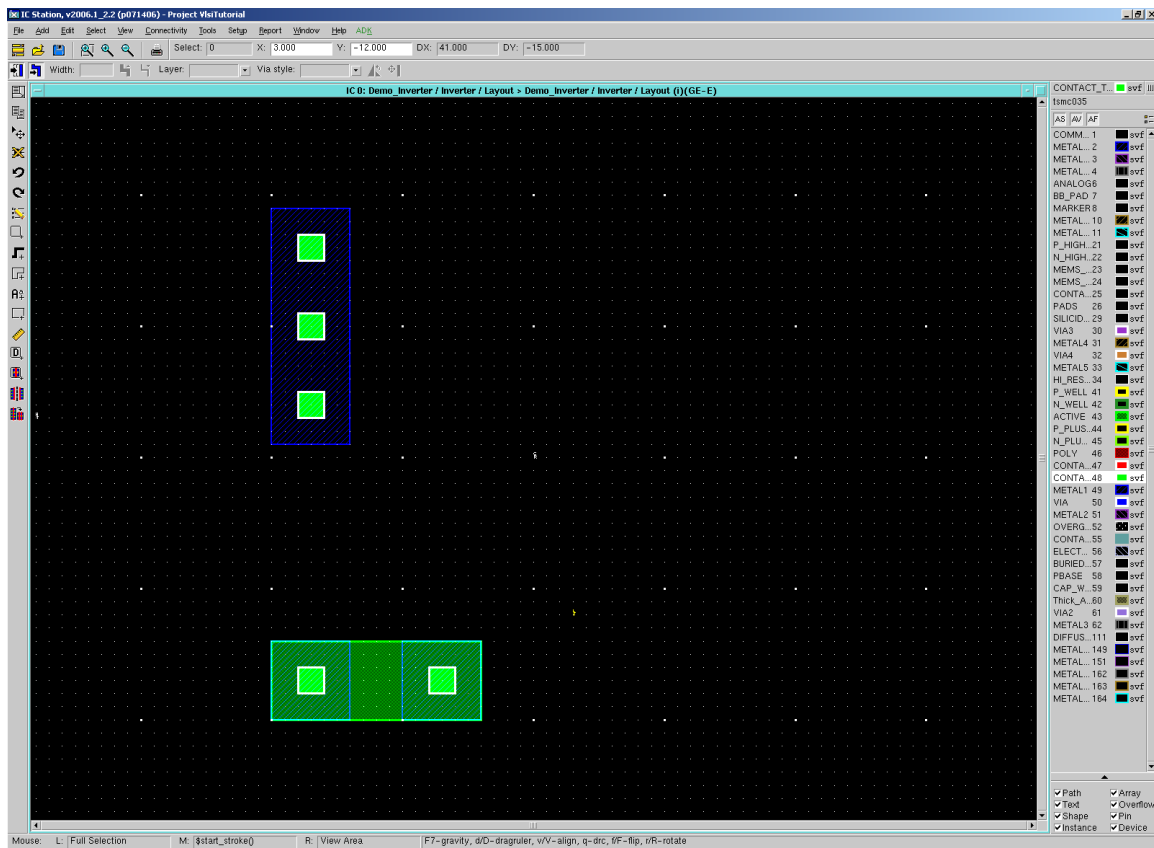 IC Station, v2006.1_2.2 (p071406) - Project VlsiTutorial
File Add Edit Select View Connectivity Tools Setup Report Window Help ADK
Select: 0 X: 3.000 Y: -12.000 DX: 41.000 DY: -15.000
Width: Layer: Via style:
IC 0: Demo_Inverter / Inverter / Layout > Demo_Inverter / Inverter / Layout (i)(GE-E)
CONTACT_T... svf
tsmc035
AS AV AF
COMM... 1 svf
METAL... 2 svf
METAL... 3 svf
METAL... 4 svf
ANALOG6 svf
BB_PAD 7 svf
MARKER8 svf
METAL... 10 svf
METAL... 11 svf
P_HIGH...21 svf
N_HIGH...22 svf
MEMS_...23 svf
MEMS_...24 svf
CONTA...25 svf
PADS 26 svf
SILICID...29 svf
VIA3 30 svf
METAL4 31 svf
VIA4 32 svf
METAL5 33 svf
HI_RES...34 svf
P_WELL 41 svf
N_WELL 42 svf
ACTIVE 43 svf
P_PLUS...44 svf
N_PLU... 45 svf
POLY 46 svf
CONTA...47 svf
CONTA...48 svf
METAL1 49 svf
VIA 50 svf
METAL2 51 svf
OVERG...52 svf
CONTA...55 svf
ELECT...56 svf
BURIED...57 svf
PBASE 58 svf
CAP_W...59 svf
Thick_A...60 svf
VIA2 61 svf
METAL3 62 svf
DIFFUS...111 svf
METAL... 149 svf
METAL... 151 svf
METAL... 162 svf
METAL... 163 svf
METAL... 164 svf
Path Array
Text Overflow
Shape Pin
Instance Device
Mouse: L: Full Selection M: $start_stroke() R: View Area F7-gravity, d/D-dragruler, v/V-align, q-drc, f/F-flip, r/R-rotate